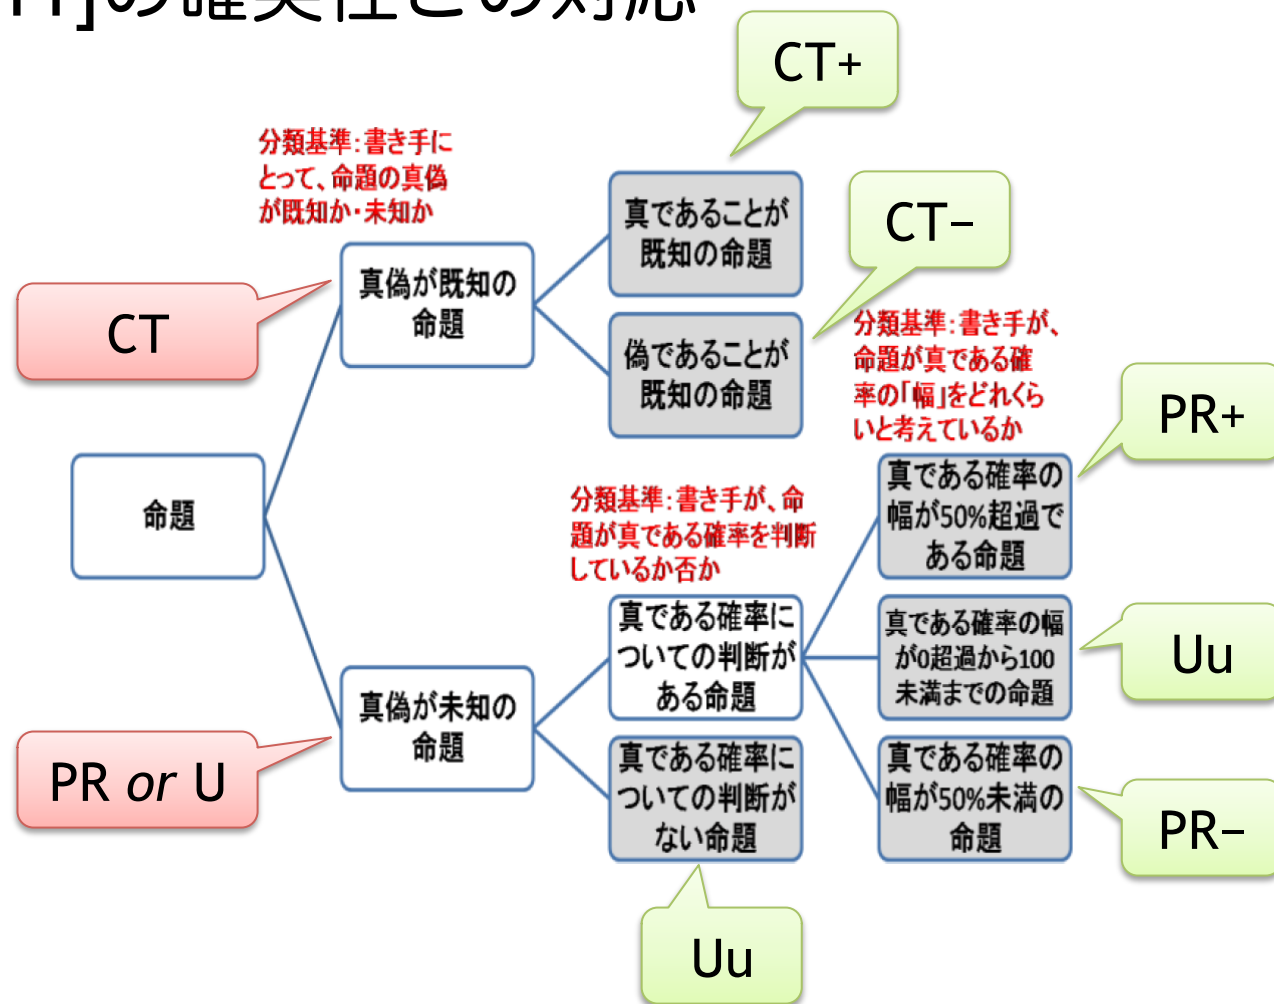 ]の確実性との対応
CT+
分類基準：書き手に
とって、命題の真偽
が既知か・未知か
真であることが
既知の命題
CT−
真偽が既知の
命題
CT
偽であることが
既知の命題
分類基準：書き手が、
命題が真である確
率の「幅」をどれくら
いと考えているか
PR+
命題
分類基準：書き手が、命
題が真である確率を判断
しているか否か
真である確率の
幅が50%超過で
ある命題
真である確率に
ついての判断が
ある命題
真である確率の幅
が0超過から100
未満までの命題
Uu
真偽が未知の
命題
PR or U
真である確率に
ついての判断が
ない命題
真である確率の
幅が50%未満の
命題
PR−
Uu